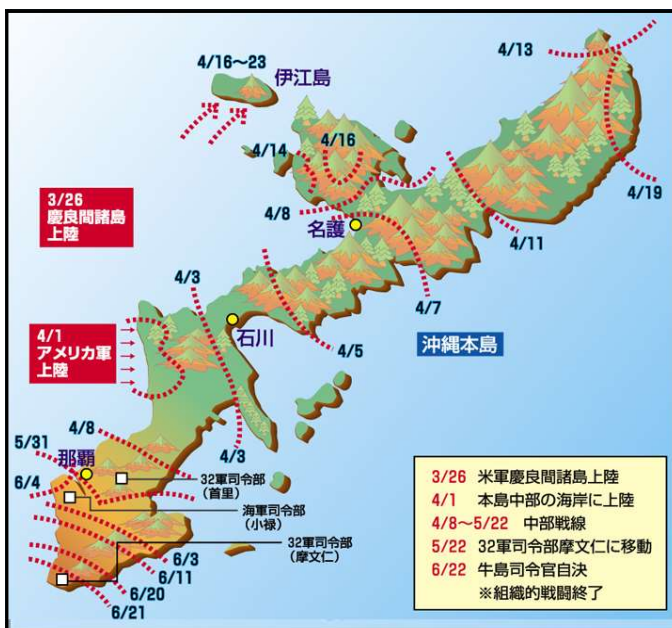 4/13
4/16～23
伊江島
4/16
4/14
4/19
3/26
慶良間諸島
上陸
4/8
名護
4/11
4/3
4/7
4/1
アメリカ軍
上陸
石川
4/5
沖縄本島
4/8
5/31
那覇
4/3
6/4
32軍司令部
(首里)
海軍司令部
(小禄)
32軍司令部
(摩文仁)
6/3
6/11
6/20
6/21
3/26 米軍慶良間諸島上陸
4/1 本島中部の海岸に上陸
4/8～5/22 中部戦線
5/22 32軍司令部摩文仁に移動
6/22 牛島司令官自決
※組織的戦闘終了